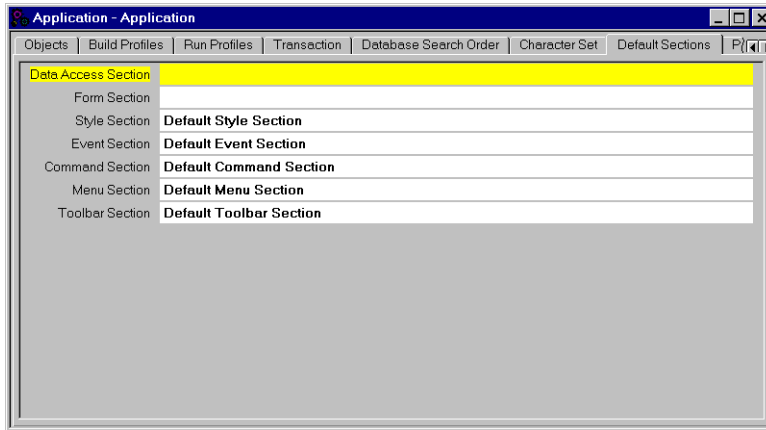 Application - Application
Objects Build Profiles Run Profiles Transaction Database Search Order Character Set Default Sections
Data Access Section
Form Section
Style Section Default Style Section
Event Section Default Event Section
Command Section Default Command Section
Menu Section Default Menu Section
Toolbar Section Default Toolbar Section